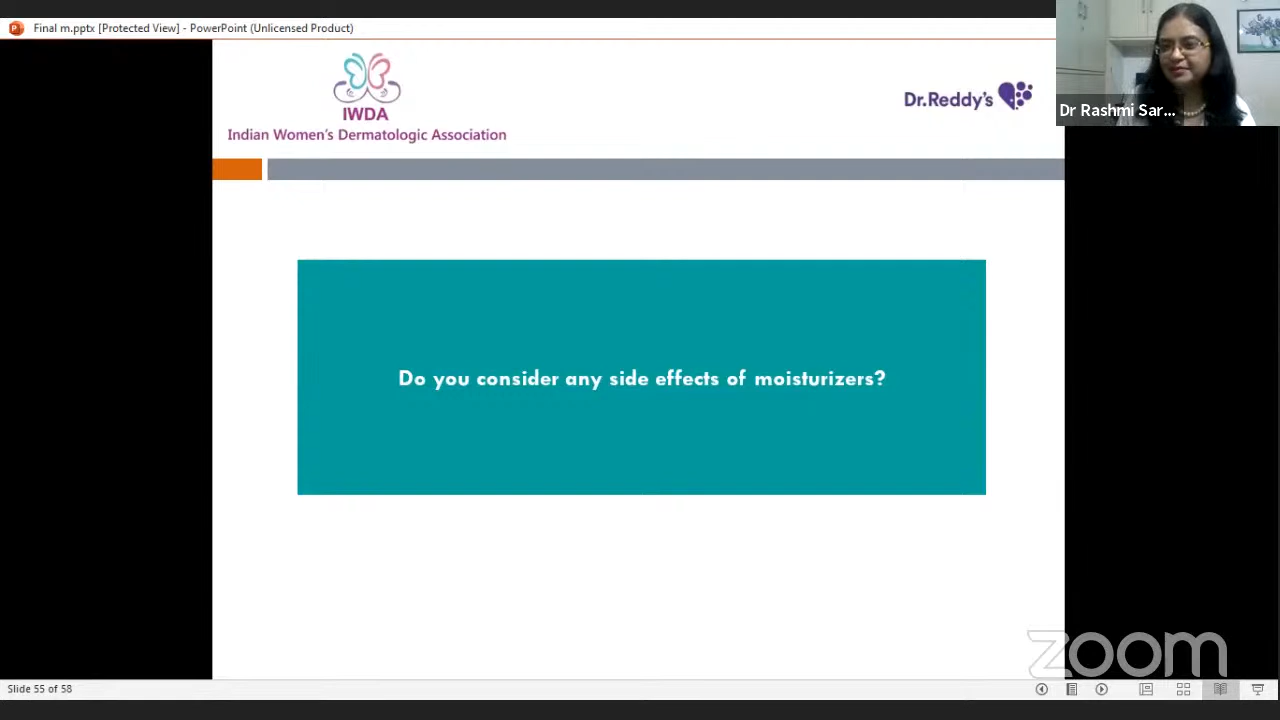 Final m.pptx [Protected View] - PowerPoint (Unlicensed Product)
IWDA
Indian Women's Dermatologic Association
Dr.Reddy's
Dr Rashmi Sar...
Do you consider any side effects of moisturizers?
zoom
Slide 55 of 58